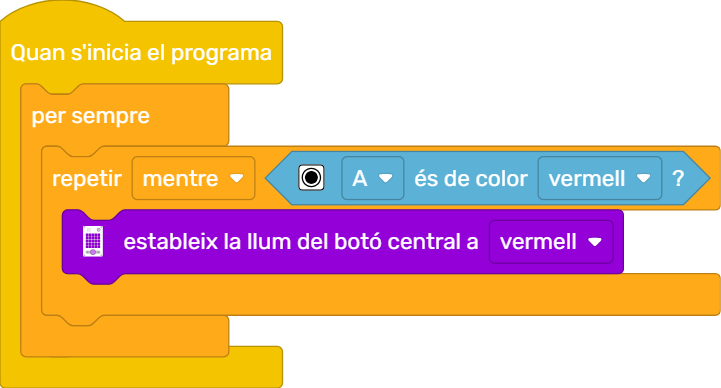 Quan s'inicia el programa
per sempre
repetir mentre A és de color vermell ?
estableix la llum del botó central a vermell